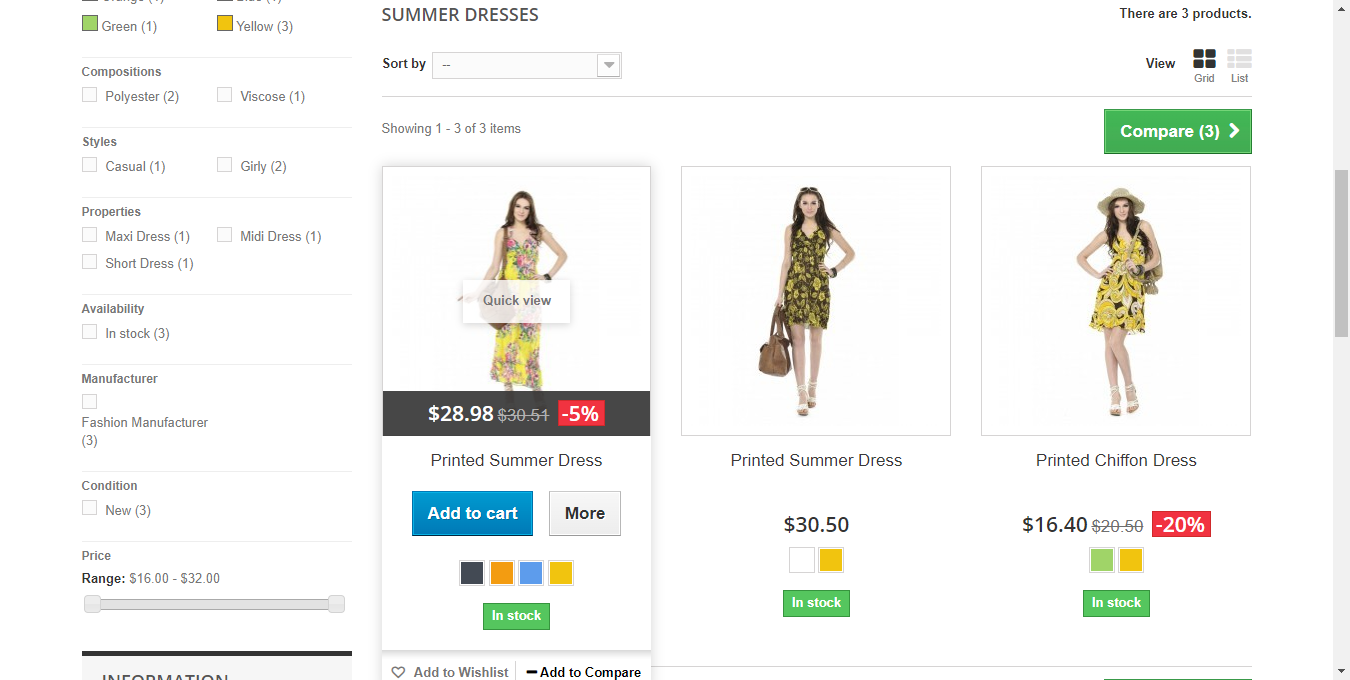 Orange (1) Blue (1)
Green (1) Yellow (3)
Compositions
Polyester (2) Viscose (1)
Styles
Casual (1) Girly (2)
Properties
Maxi Dress (1) Midi Dress (1)
Short Dress (1)
Availability
In stock (3)
Manufacturer
Fashion Manufacturer
(3)
Condition
New (3)
Price
Range: $16.00 - $32.00
INFORMATION
SUMMER DRESSES
There are 3 products.
Sort by --
View
Grid List
Showing 1 - 3 of 3 items
Compare (3)
Quick view
$28.98 $30.51 -5%
Printed Summer Dress
Add to cart More
In stock
Add to Wishlist Add to Compare
Printed Summer Dress
$30.50
In stock
Printed Chiffon Dress
$16.40 $20.50 -20%
In stock